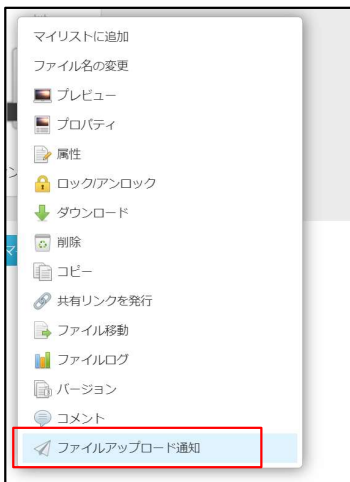 マイリストに追加
ファイル名の変更
プレビュー
プロパティ
属性
ロック/アンロック
ダウンロード
削除
コピー
共有リンクを発行
ファイル移動
ファイルログ
バージョン
コメント
ファイルアップロード通知